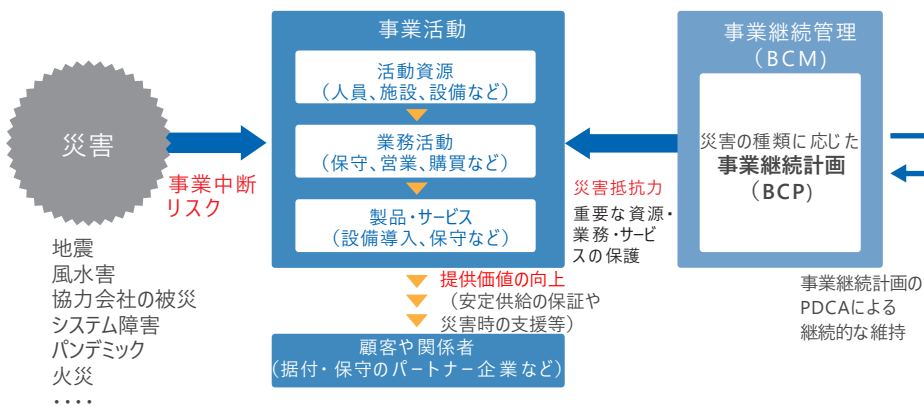 災害
事業中断
リスク
地震
風水害
協力会社の被災
システム障害
パンデミック
火災
・・・・
事業活動
活動資源
（人員、施設、設備など）
業務活動
（保守、営業、購買など）
製品・サービス
（設備導入、保守など）
提供価値の向上
（安定供給の保証や
災害時の支援等）
顧客や関係者
（据付・保守のパートナー企業など）
災害抵抗力
重要な資源・
業務・サービ
スの保護
事業継続管理
（BCM）
災害の種類に応じた
事業継続計画
（BCP）
事業継続計画の
PDCAによる
継続的な維持